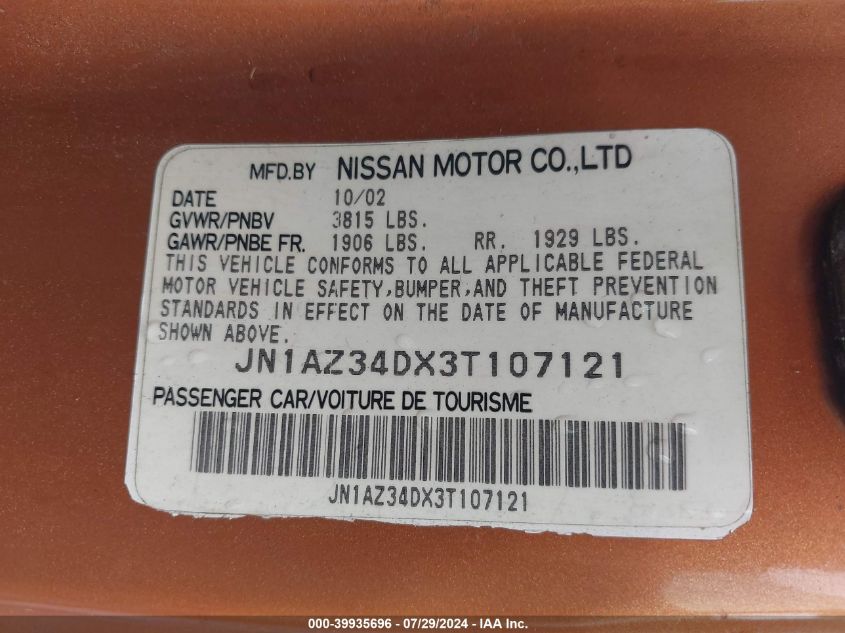 MFD.BY NISSAN MOTOR CO.,LTD
DATE 10/02
GVWR/PNBV 3815 LBS.
GAWR/PNBE FR. 1906 LBS. RR. 1929 LBS.
THIS VEHICLE CONFORMS TO ALL APPLICABLE FEDERAL
MOTOR VEHICLE SAFETY,BUMPER,AND THEFT PREVENTION
STANDARDS IN EFFECT ON THE DATE OF MANUFACTURE
SHOWN ABOVE.
JN1AZ34DX3T107121
PASSENGER CAR/VOITURE DE TOURISME
JN1AZ34DX3T107121
000-39935696 - 07/29/2024 - © IAA Inc.